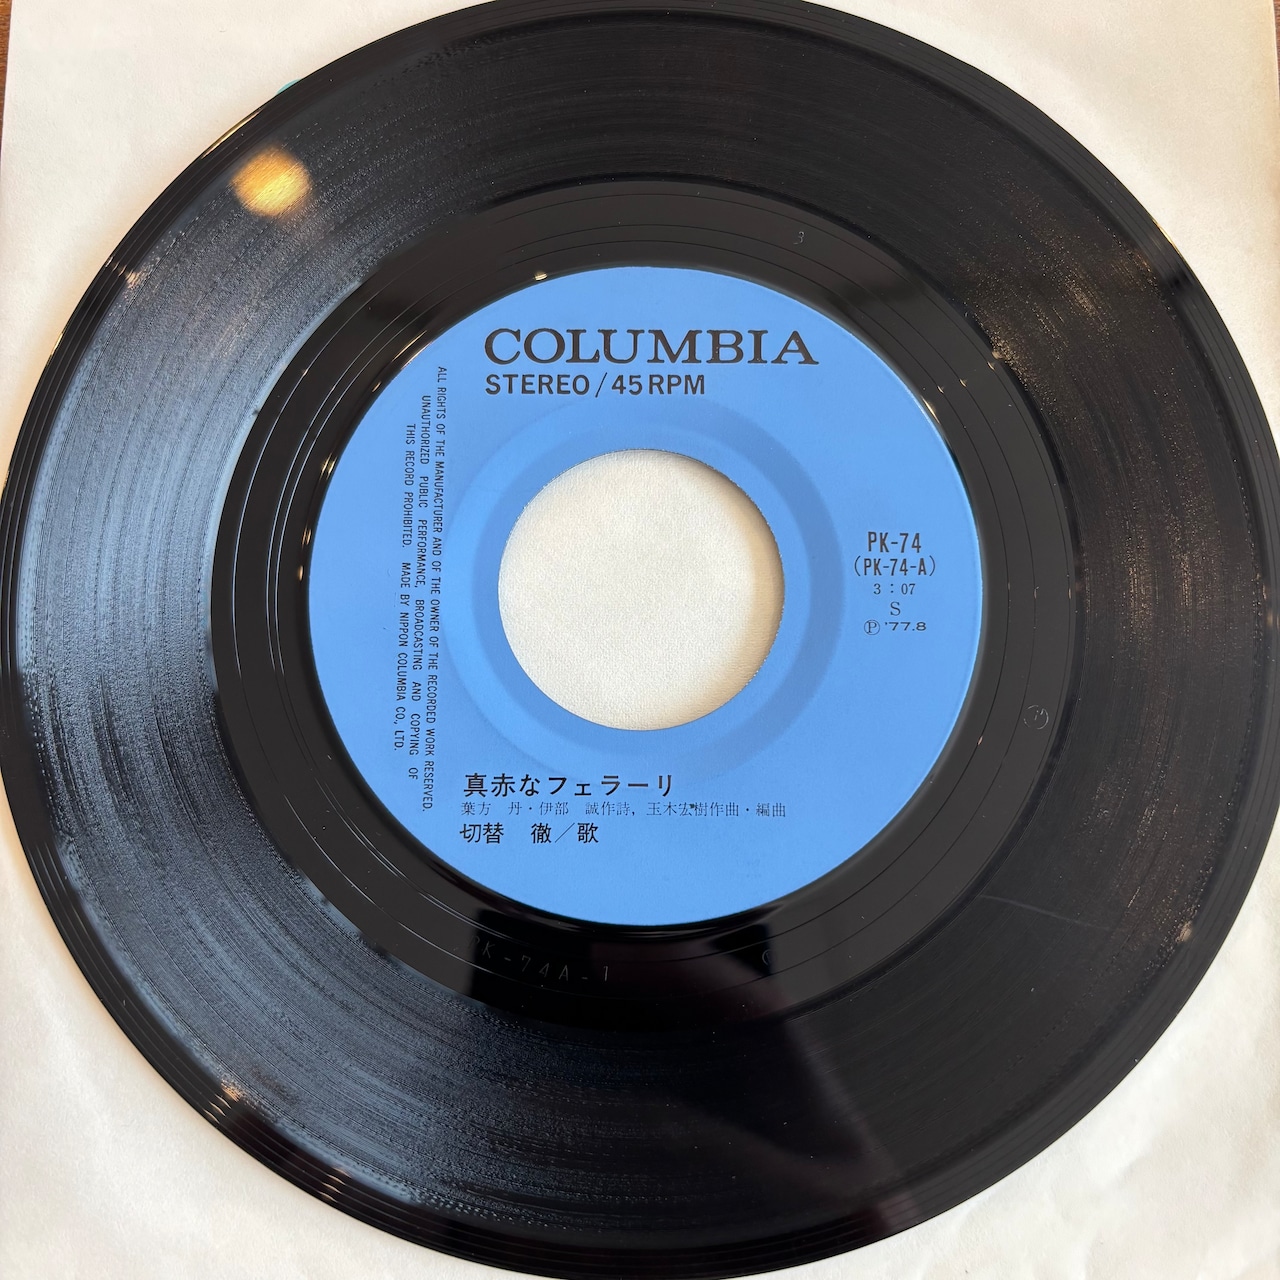 COLUMBIA
STEREO/45RPM
ALL RIGHTS OF THE MANUFACTURER AND OF THE OWNER OF THE RECORDED WORK RESERVED.
UNAUTHORIZED PUBLIC PERFORMANCE, BROADCASTING AND COPYING OF
THIS RECORD PROHIBITED. MADE BY NIPPON COLUMBIA CO., LTD.
PK-74
(PK-74-A)
3:07
S
Ⓟ '77.8
真赤なフェラーリ
葉方 丹・伊部 誠作詩, 玉木宏樹作曲・編曲
切替 徹/歌
K-74A-1
3